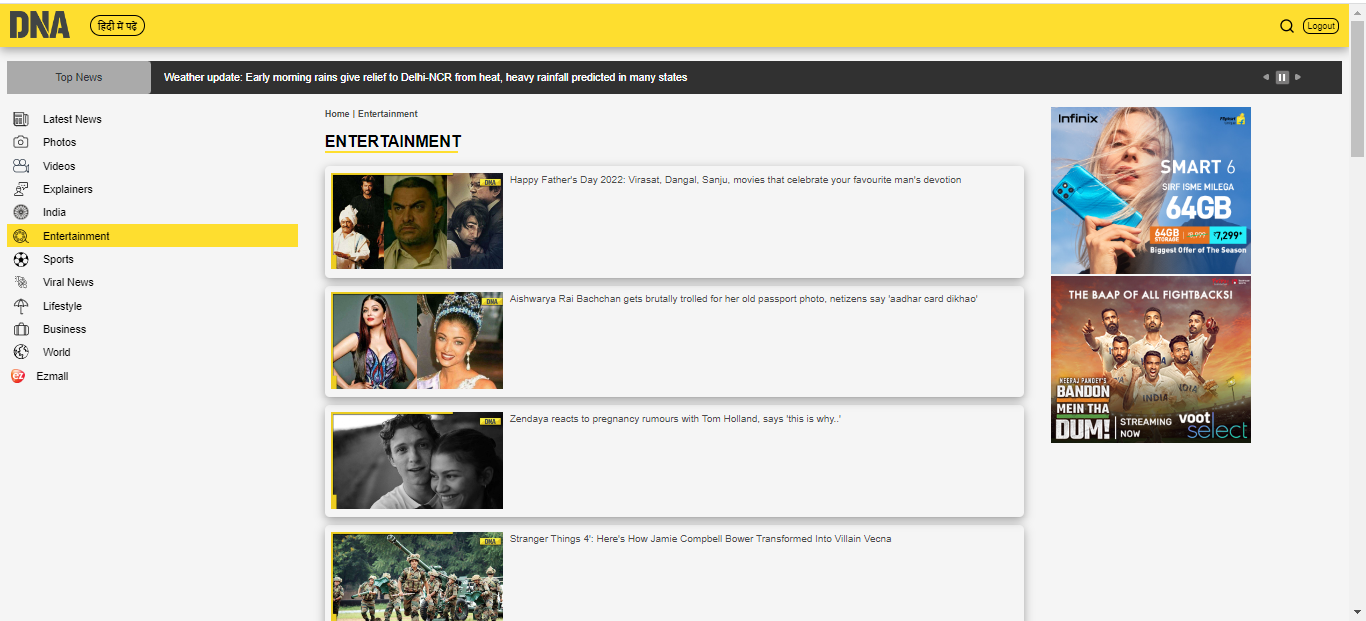 DNA
हिंदी में पढ़ें
Logout
Top News
Weather update: Early morning rains give relief to Delhi-NCR from heat, heavy rainfall predicted in many states
Latest News
Photos
Videos
Explainers
India
Entertainment
Sports
Viral News
Lifestyle
Business
World
ez
Ezmall
Home | Entertainment
ENTERTAINMENT
DNA
Happy Father's Day 2022: Virasat, Dangal, Sanju, movies that celebrate your favourite man's devotion
DNA
Aishwarya Rai Bachchan gets brutally trolled for her old passport photo, netizens say 'aadhar card dikhao'
DNA
Zendaya reacts to pregnancy rumours with Tom Holland, says 'this is why..'
DNA
Stranger Things 4': Here's How Jamie Compbell Bower Transformed Into Villain Vecna
Infinix
Flipkart
SMART 6
SIRF ISME MILEGA
64GB
64GB
STORAGE
₹8,999
₹7,299*
Biggest Offer of The Season
THE BAAP OF ALL FIGHTBACKS!
INDIA
INDIA
NEERAJ PANDEY'S
BANDON
MEIN THA
DUM!
STREAMING
NOW
voot
select